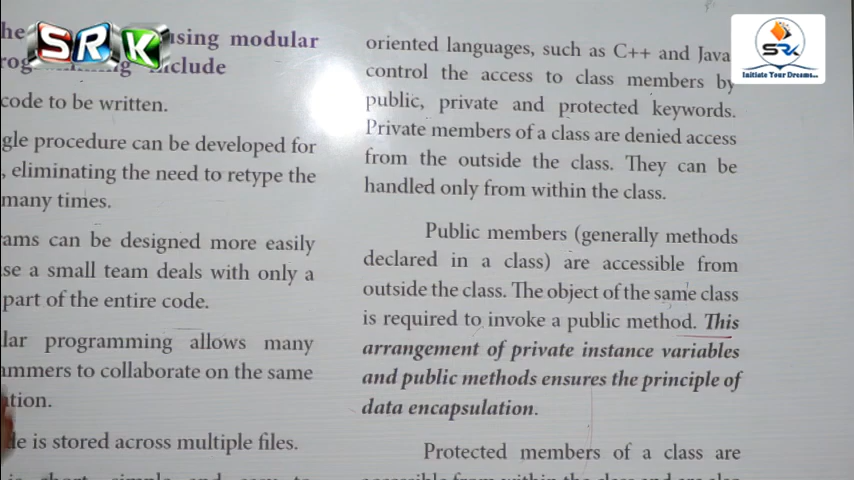 SRK
he
using modular
include
code to be written.
gle procedure can be developed for
, eliminating the need to retype the
many times.
ams can be designed more easily
se a small team deals with only a
part of the entire code.
lar programming allows many
ammers to collaborate on the same
ation.
de is stored across multiple files.
oriented languages, such as C++ and Java
control the access to class members by
public, private and protected keywords.
Private members of a class are denied access
from the outside the class. They can be
handled only from within the class.
Public members (generally methods
declared in a class) are accessible from
outside the class. The object of the same class
is required to invoke a public method. This
arrangement of private instance variables
and public methods ensures the principle of
data encapsulation.
Protected members of a class are
SRK
Initiate Your Dreams...